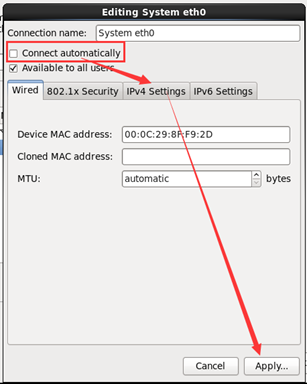 Editing System eth0
Connection name: System eth0
Connect automatically
Available to all users
Wired 802.1x Security IPv4 Settings IPv6 Settings
Device MAC address: 00:0C:29:8F:F9:2D
Cloned MAC address:
MTU: automatic bytes
Cancel Apply...